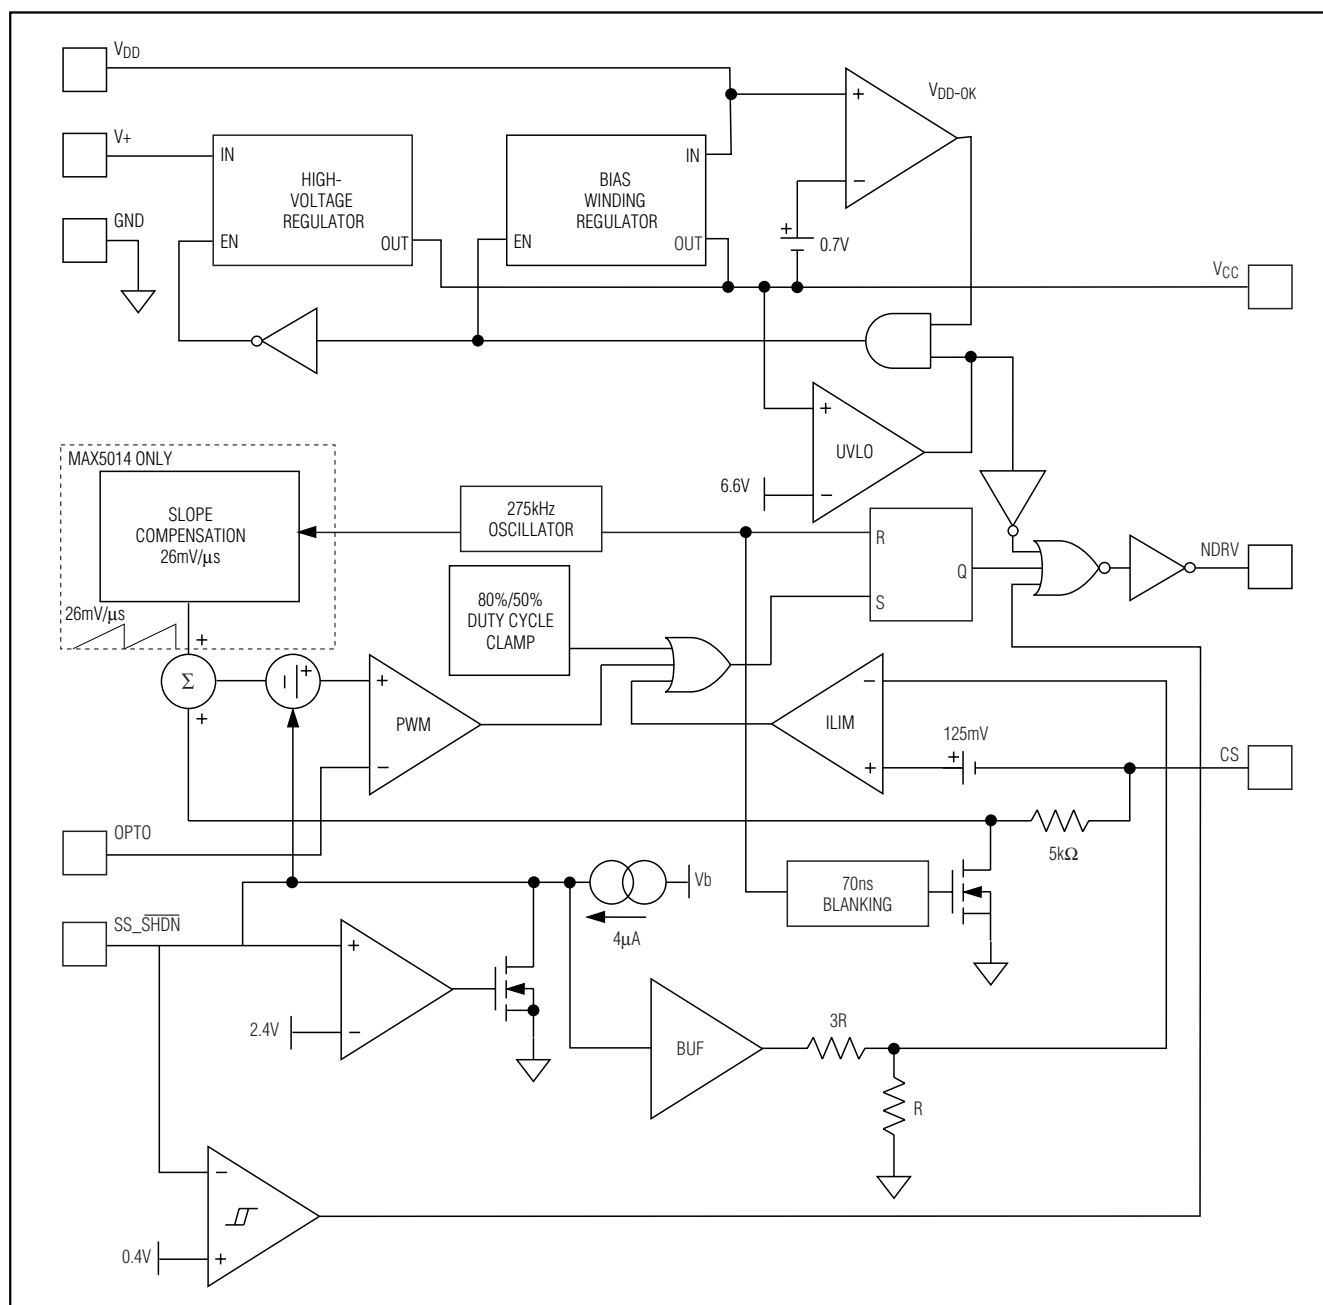 VDD
VDD-OK
V+
IN
HIGH-
VOLTAGE
REGULATOR
EN
OUT
BIAS
WINDING
REGULATOR
IN
EN
OUT
+
−
+
0.7V
GND
VCC
MAX5014 ONLY
SLOPE
COMPENSATION
26mV/μs
26mV/μs
275kHz
OSCILLATOR
+
UVLO
−
6.6V
R
Q
S
NDRV
80%/50%
DUTY CYCLE
CLAMP
+
Σ
+
+
+
PWM
−
−
ILIM
+
125mV
+
CS
OPTO
5kΩ
70ns
BLANKING
Vb
4μA
SS_SHDN
+
−
2.4V
BUF
3R
R
−
+
0.4V